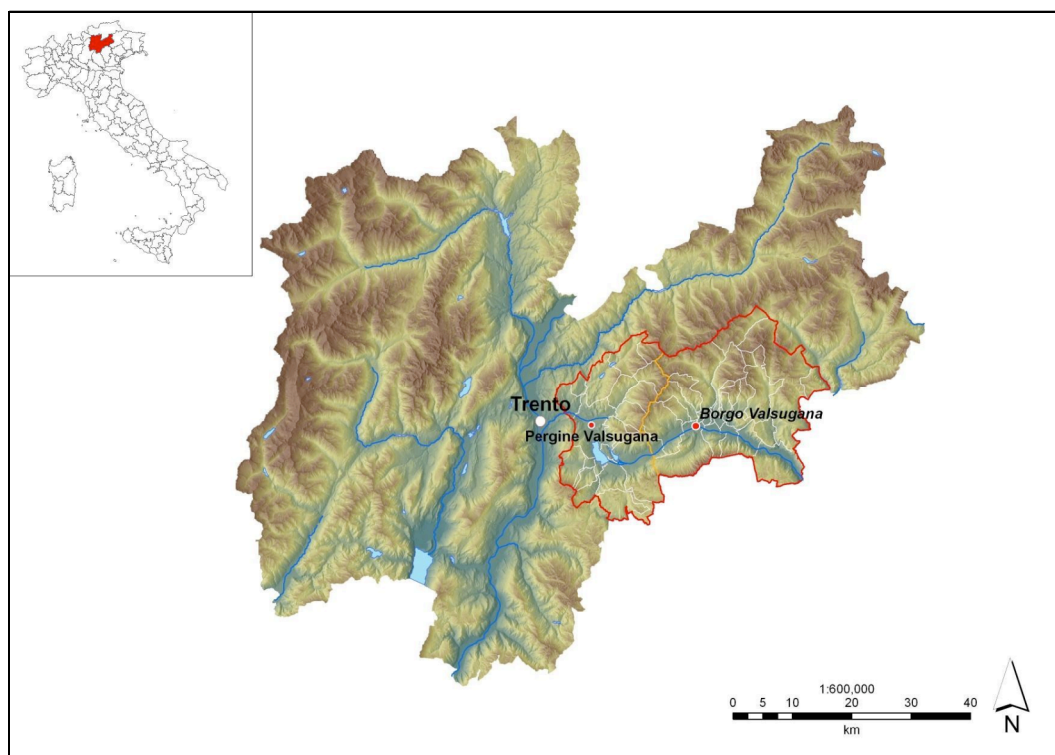 Trento
Borgo Valsugana
Pergine Valsugana
1:600,000
0 5 10 20 30 40
km
N